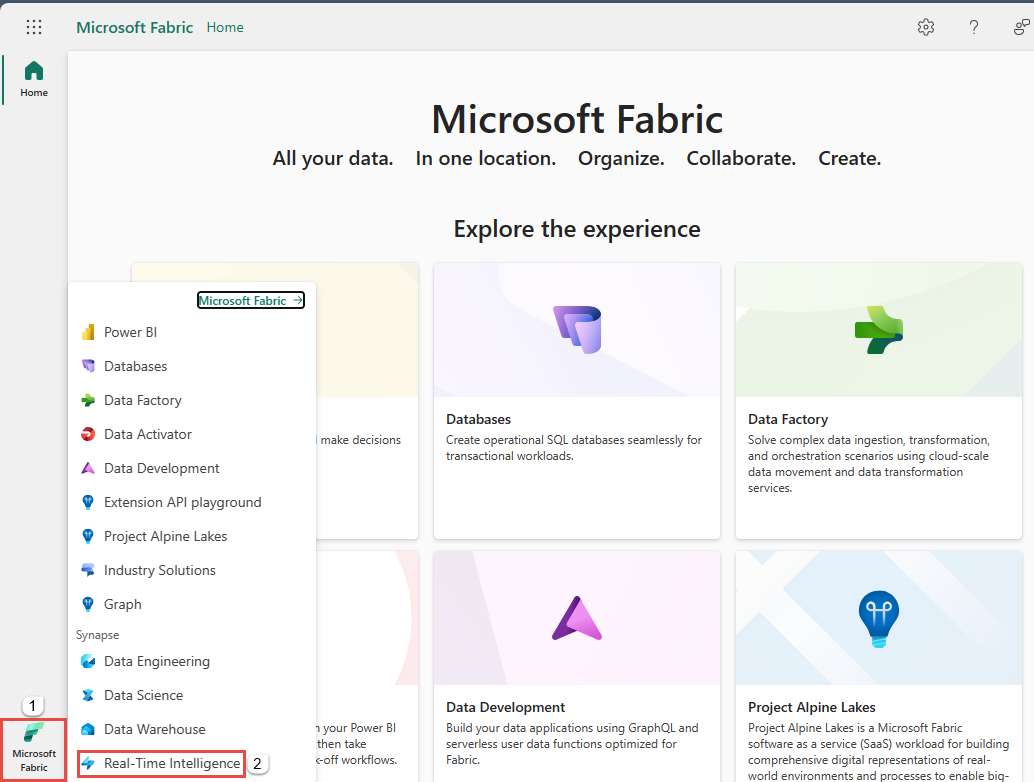 Microsoft Fabric Home
Home
Microsoft Fabric
All your data. In one location. Organize. Collaborate. Create.
Explore the experience
Microsoft Fabric
Power BI
Databases
Data Factory
Data Activator
Data Development
Extension API playground
Project Alpine Lakes
Industry Solutions
Graph
Synapse
Data Engineering
Data Science
Data Warehouse
Real-Time Intelligence
2
1
Microsoft
Fabric
make decisions
Databases
Create operational SQL databases seamlessly for
transactional workloads.
Data Factory
Solve complex data ingestion, transformation,
and orchestration scenarios using cloud-scale
data movement and data transformation
services.
your Power BI
then take
k-off workflows.
Data Development
Build your data applications using GraphQL and
serverless user data functions optimized for
Fabric.
Project Alpine Lakes
Project Alpine Lakes is a Microsoft Fabric
software as a service (SaaS) workload for building
comprehensive digital representations of real-
world environments and processes to enable big-